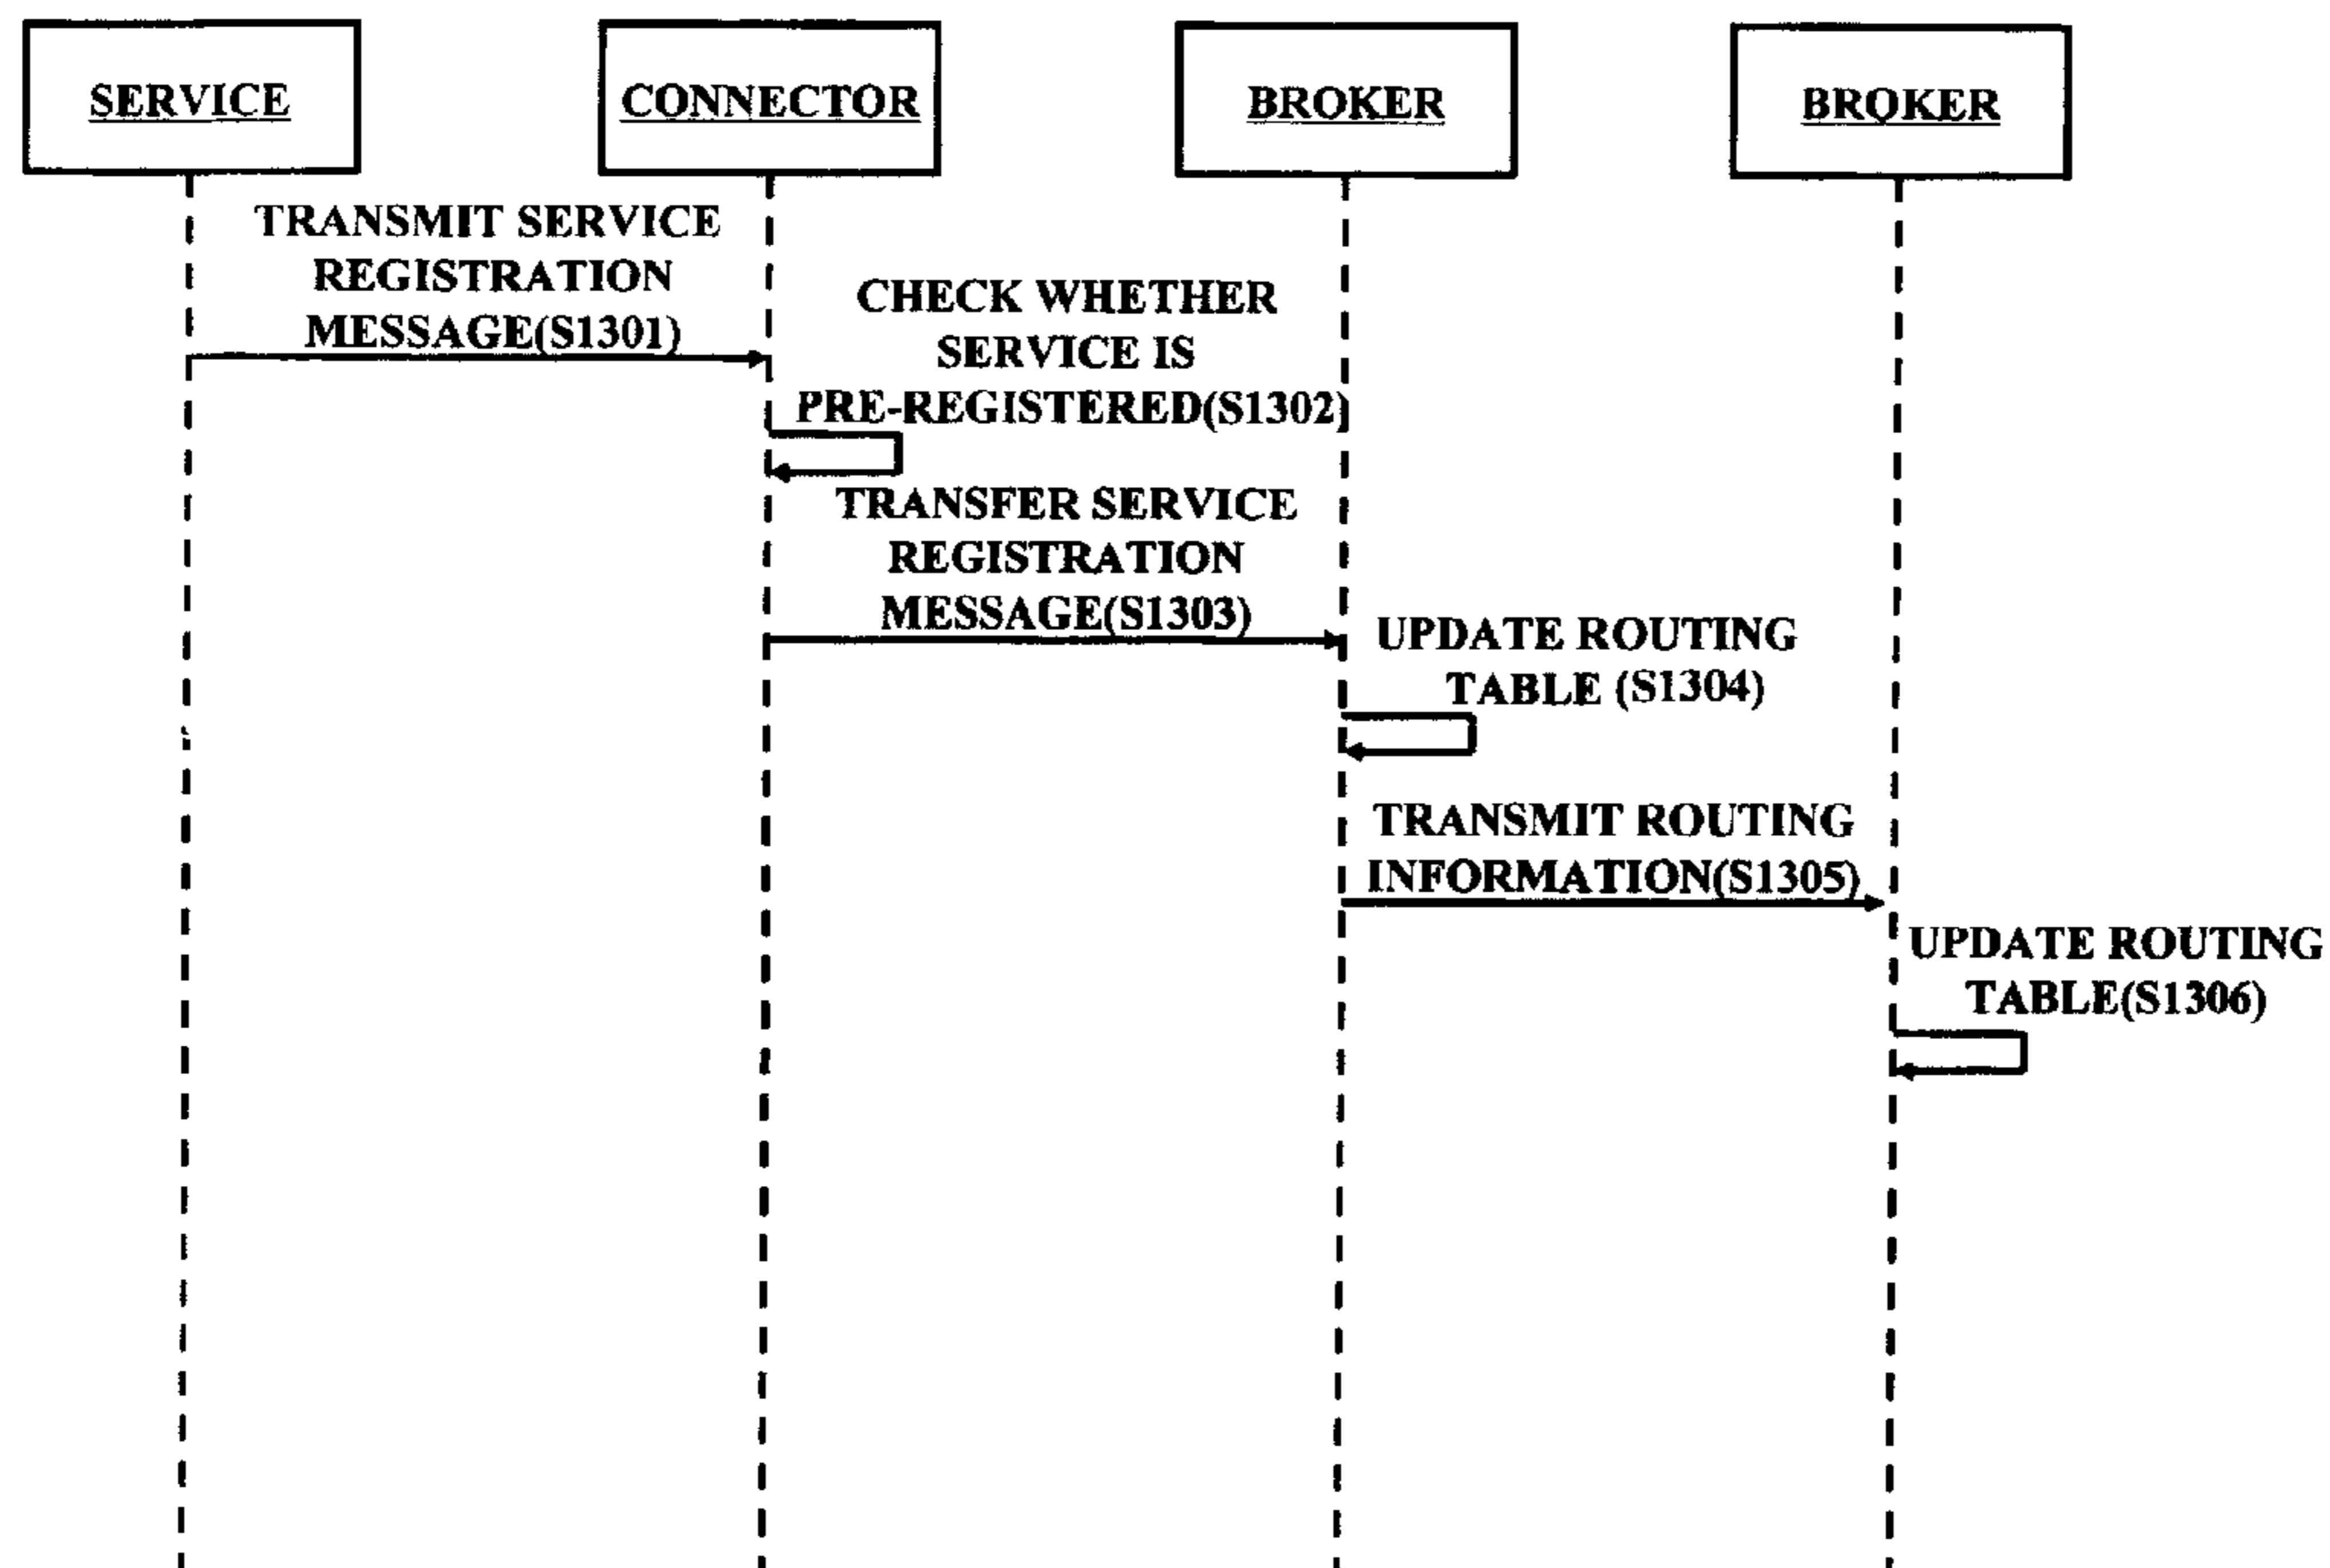 SERVICE
CONNECTOR
BROKER
BROKER
TRANSMIT SERVICE
REGISTRATION
MESSAGE(S1301)
CHECK WHETHER
SERVICE IS
PRE-REGISTERED(S1302)
TRANSFER SERVICE
REGISTRATION
MESSAGE(S1303)
UPDATE ROUTING
TABLE (S1304)
TRANSMIT ROUTING
INFORMATION(S1305)
UPDATE ROUTING
TABLE(S1306)